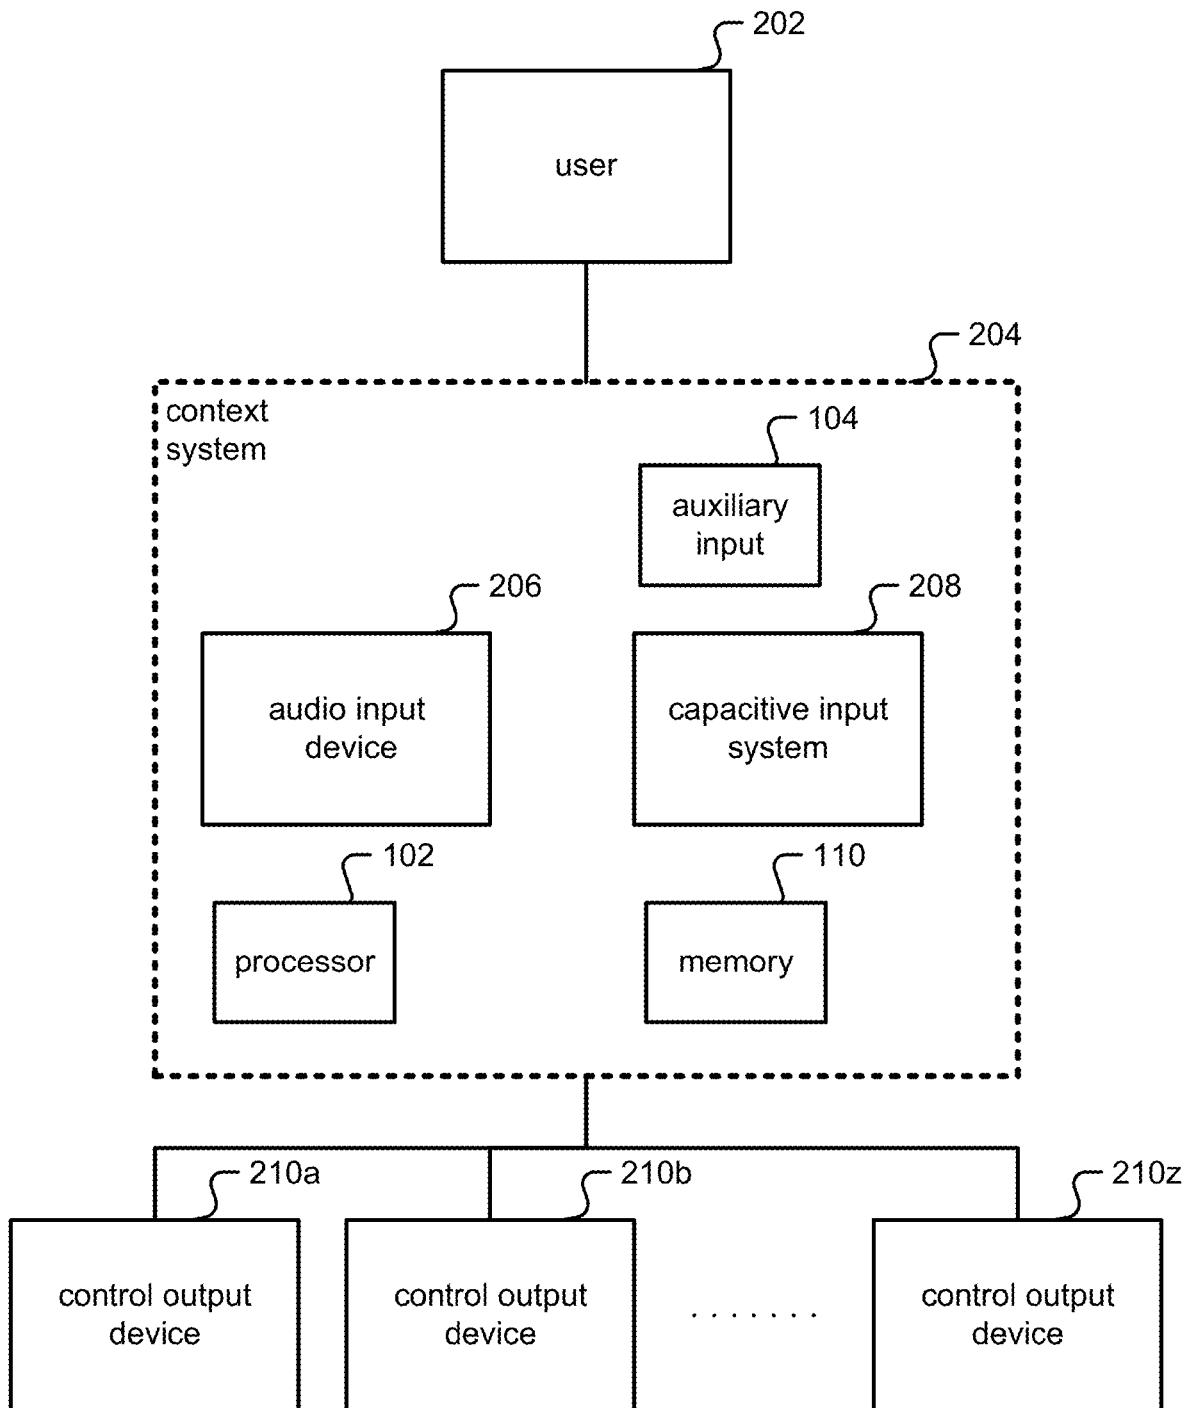 202
user
204
context
system
104
auxiliary
input
206
208
audio input
device
capacitive input
system
102
110
processor
memory
210a
210b
210z
control output
device
control output
device
. . . . . . .
control output
device